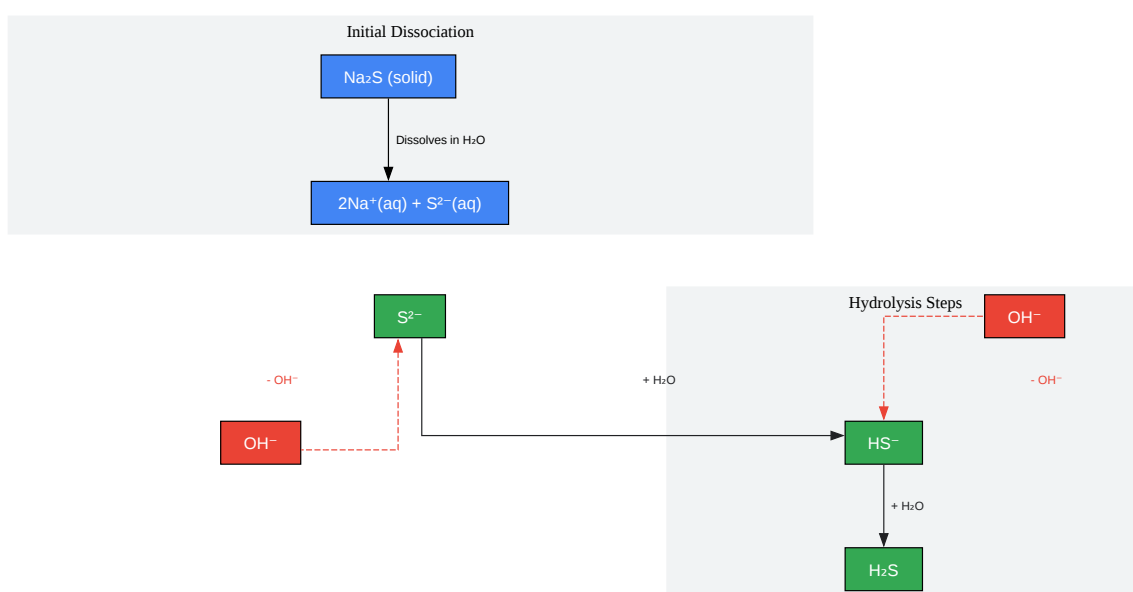 Initial Dissociation
Na₂S (solid)
Dissolves in H₂O
2Na⁺(aq) + S²⁻(aq)
Hydrolysis Steps
S²⁻
OH⁻
- OH⁻
+ H₂O
- OH⁻
OH⁻
HS⁻
+ H₂O
H₂S